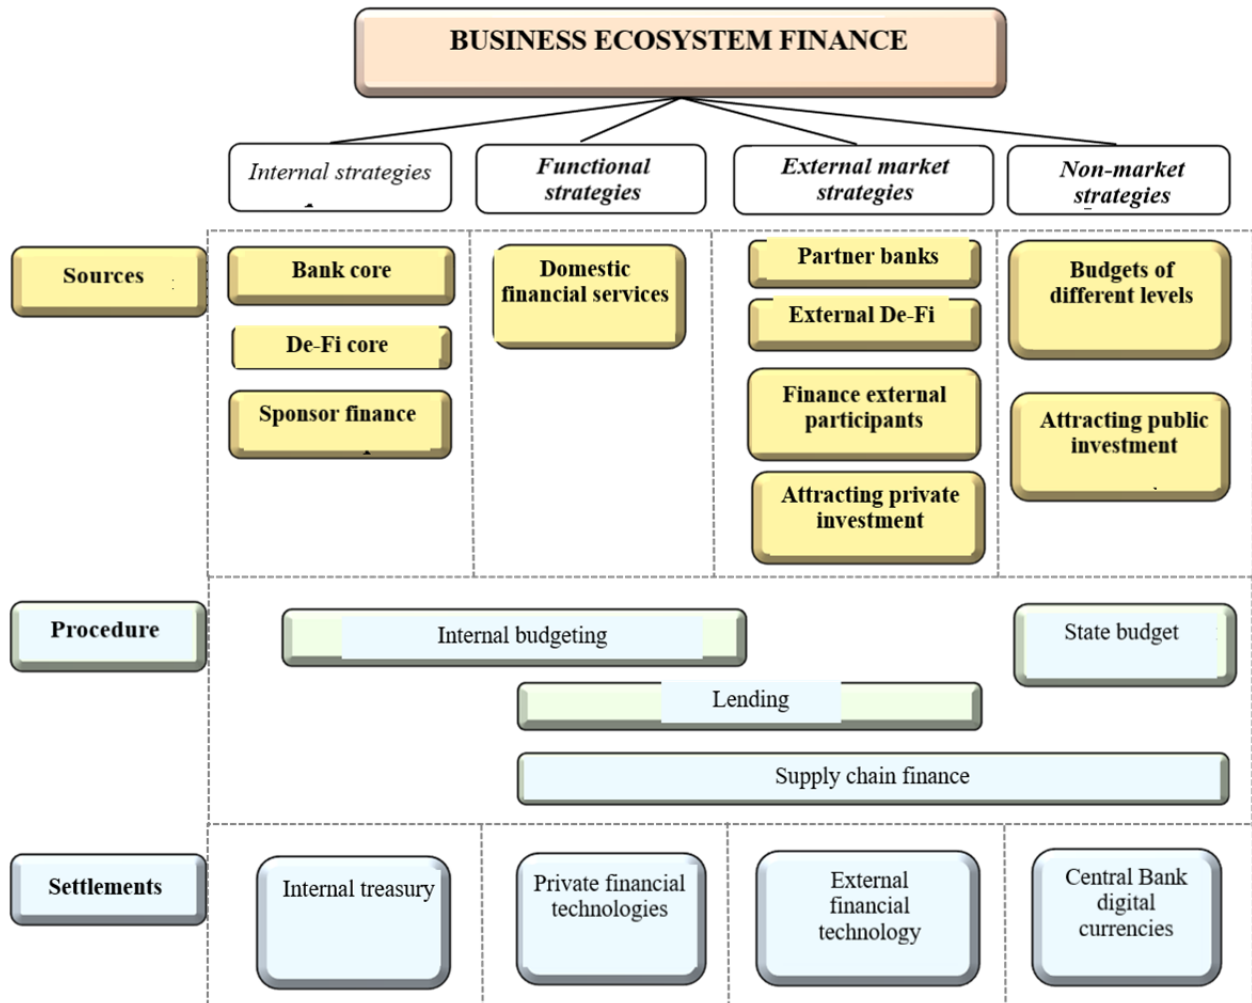 BUSINESS ECOSYSTEM FINANCE
Internal strategies
Functional
strategies
External market
strategies
Non-market
strategies
Sources
Bank core
De-Fi core
Sponsor finance
Domestic
financial services
Partner banks
External De-Fi
Finance external
participants
Attracting private
investment
Budgets of
different levels
Attracting public
investment
Procedure
Internal budgeting
State budget
Lending
Supply chain finance
Settlements
Internal treasury
Private financial
technologies
External
financial
technology
Central Bank
digital
currencies